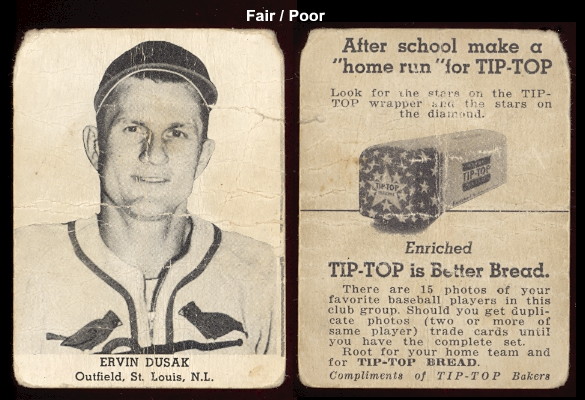 Fair / Poor
ERVIN DUSAK
Outfield, St. Louis, N.L.
After school make a
"home run" for TIP-TOP
Look for the stars on the TIP-
TOP wrapper and the stars on
the diamond.
TIP-TOP
TIP-TOP
Enriched
TIP-TOP is Better Bread.
There are 15 photos of your
favorite baseball players in this
club group. Should you get dupli-
cate photos (two or more of
same player) trade cards until
you have the complete set.
Root for your home team and
for TIP-TOP BREAD.
Compliments of TIP-TOP Bakers